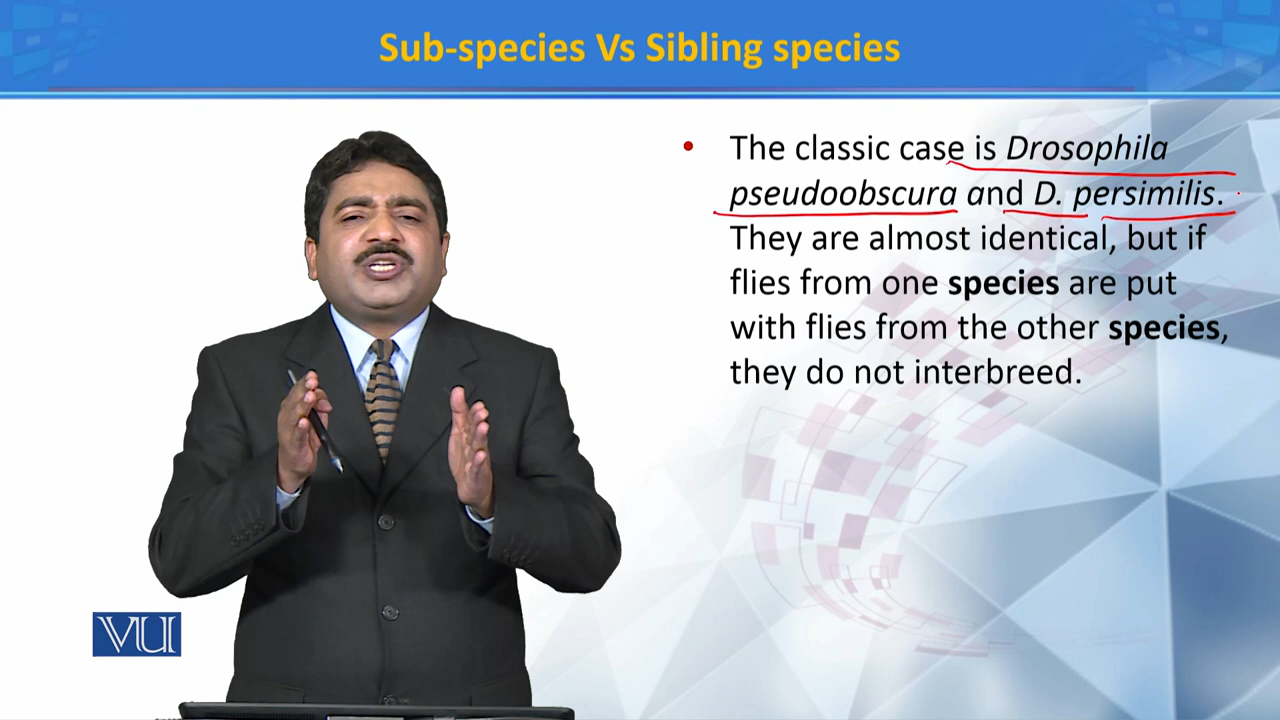 Sub-species Vs Sibling species
• The classic case is Drosophila
pseudoobscura and D. persimilis.
They are almost identical, but if
flies from one species are put
with flies from the other species,
they do not interbreed.
VU